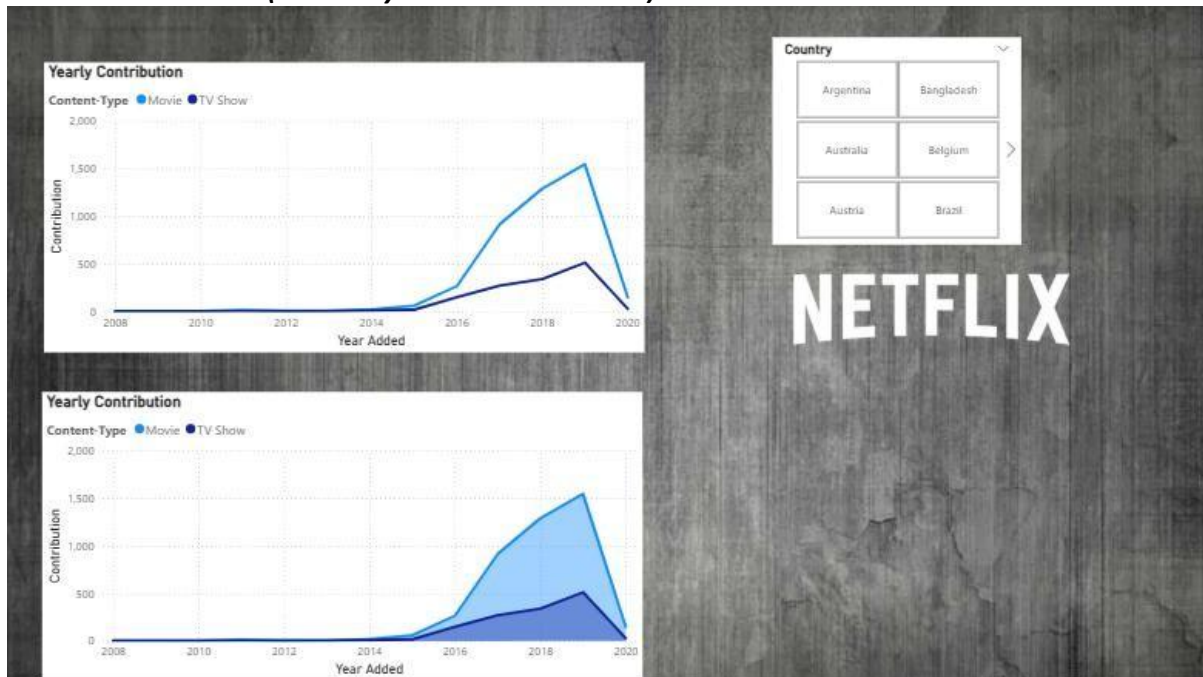 Yearly Contribution
Content-Type Movie TV Show
2,000
1,500
1,000
500
0
Contribution
2008 2010 2012 2014 2016 2018 2020
Year Added
Country
Argentina Bangladesh
Australia Belgium
Austria Brazil
NETFLIX
Yearly Contribution
Content-Type Movie TV Show
2,000
1,500
1,000
500
0
Contribution
2008 2010 2012 2014 2016 2018 2020
Year Added